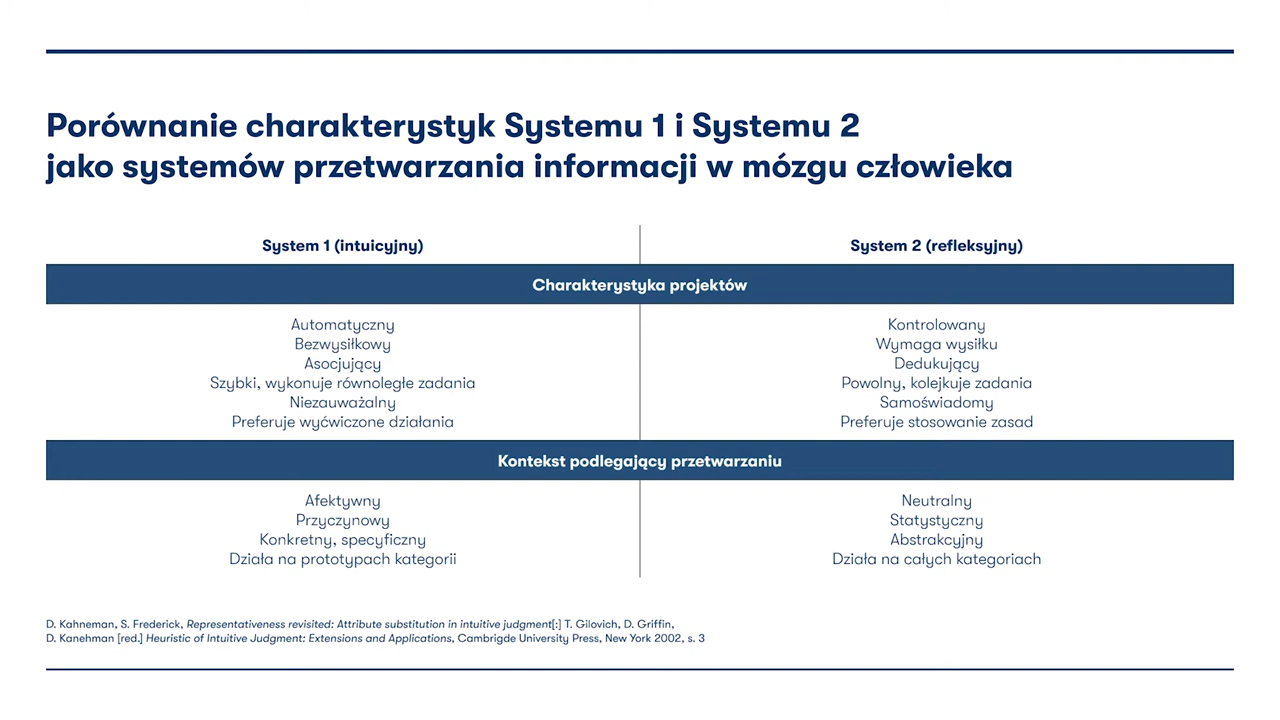 Porównanie charakterystyk Systemu 1 i Systemu 2
jako systemów przetwarzania informacji w mózgu człowieka
System 1 (intuicyjny)
System 2 (refleksyjny)
Charakterystyka projektów
Automatyczny
Bezwysiłkowy
Asocjujący
Szybki, wykonuje równoległe zadania
Niezauważalny
Preferuje wyćwiczone działania
Kontrolowany
Wymaga wysiłku
Dedukujący
Powolny, kolejkuje zadania
Samoświadomy
Preferuje stosowanie zasad
Kontekst podlegający przetwarzaniu
Afektywny
Przyczynowy
Konkretny, specyficzny
Działa na prototypach kategorii
Neutralny
Statystyczny
Abstrakcyjny
Działa na całych kategoriach
D. Kahneman, S. Frederick, Representativeness revisited: Attribute substitution in intuitive judgment[:] T. Gilovich, D. Griffin,
D. Kanehman [red.] Heuristic of Intuitive Judgment: Extensions and Applications, Cambrigde University Press, New York 2002, s. 3